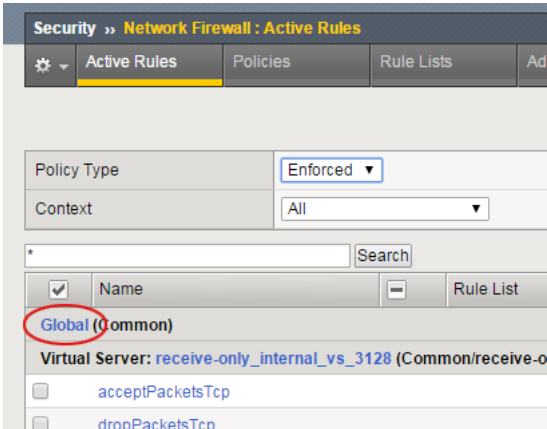 Security » Network Firewall : Active Rules
Active Rules Policies Rule Lists Ad
Policy Type Enforced
Context All
* Search
Name Rule List
Global (Common)
Virtual Server: receive-only_internal_vs_3128 (Common/receive-o
acceptPacketsTcp
dropPacketsTcp